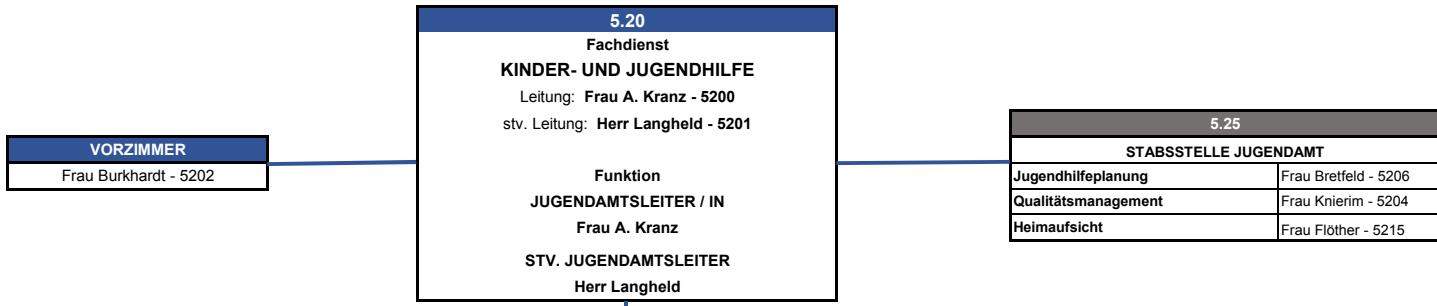 5.20
Fachdienst
KINDER- UND JUGENDHILFE
Leitung: Frau A. Kranz - 5200
stv. Leitung: Herr Langheld - 5201
Funktion
JUGENDAMTSLEITER / IN
Frau A. Kranz
STV. JUGENDAMTSLEITER
Herr Langheld
VORZIMMER
Frau Burkhardt - 5202
5.25
STABSSTELLE JUGENDAMT
Jugendhilfeplanung Frau Bretfeld - 5206
Qualitätsmanagement Frau Knierim - 5204
Heimaufsicht Frau Flöther - 5215